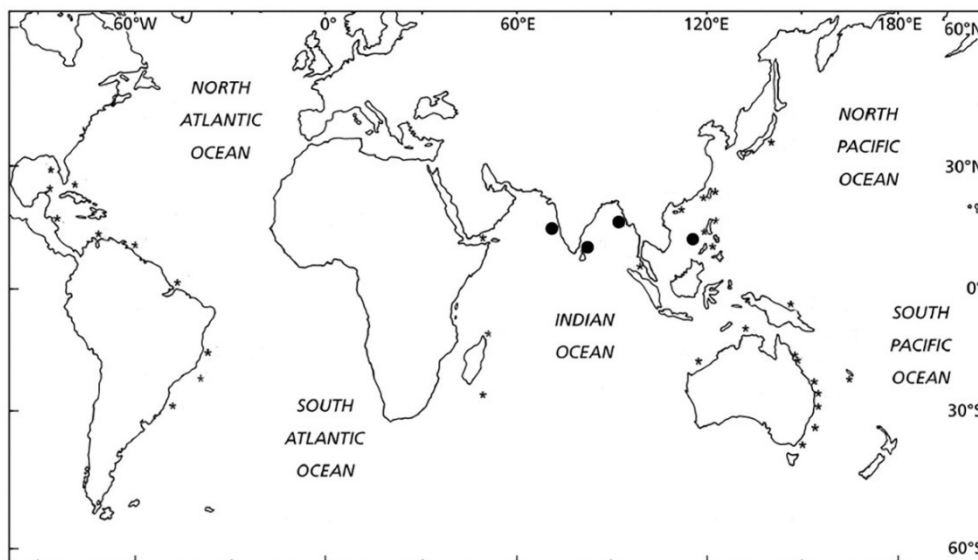 60°W 0° 60°E 120°E 180°E
60°N
NORTH
ATLANTIC
OCEAN
NORTH
PACIFIC
OCEAN
30°N
0°
INDIAN
OCEAN
SOUTH
PACIFIC
OCEAN
SOUTH
ATLANTIC
OCEAN
30°S
60°S